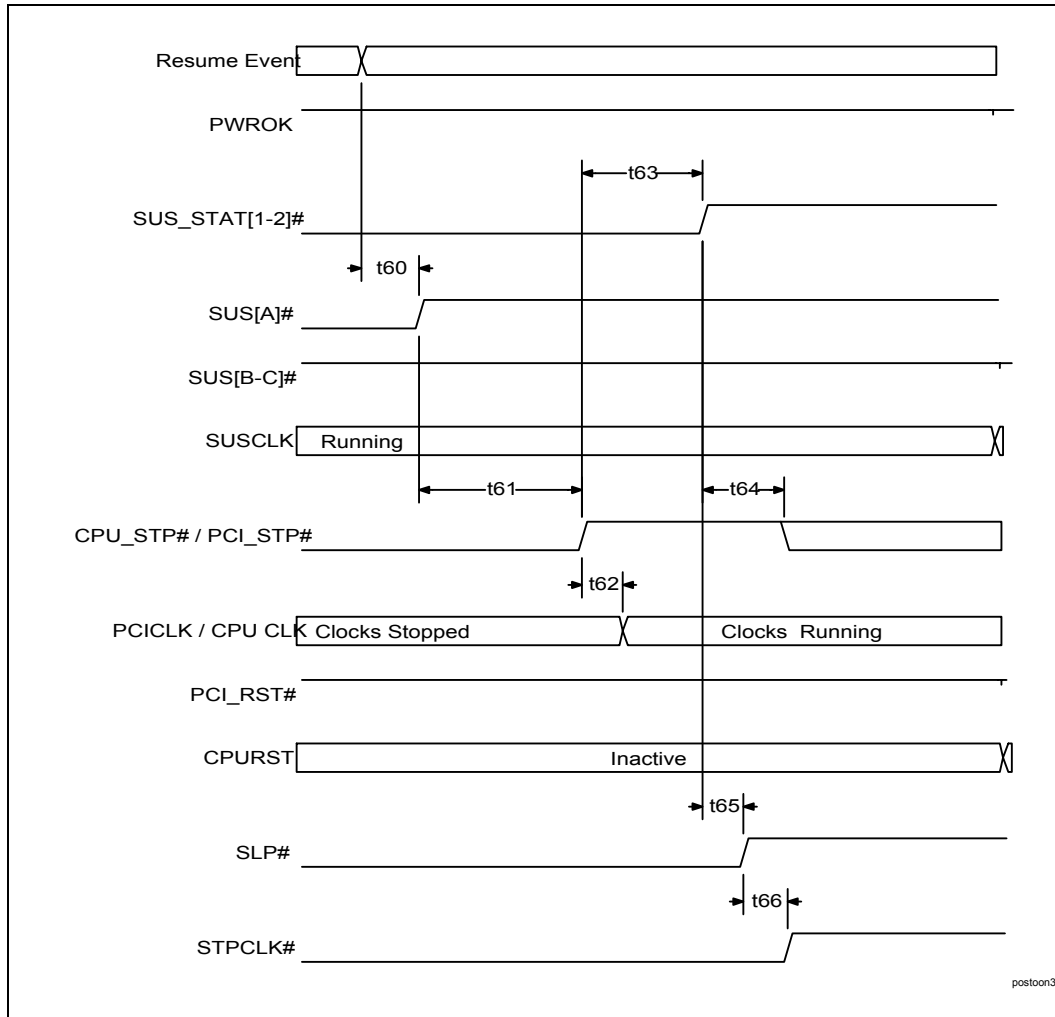 Resume Event
PWROK
t63
SUS_STAT[1-2]#
t60
SUS[A]#
SUS[B-C]#
SUSCLK Running
t61 t64
CPU_STP# / PCI_STP#
t62
PCICLK / CPU CLK Clocks Stopped Clocks Running
PCI_RST#
CPURST Inactive
t65
SLP#
t66
STPCLK#
postoon3